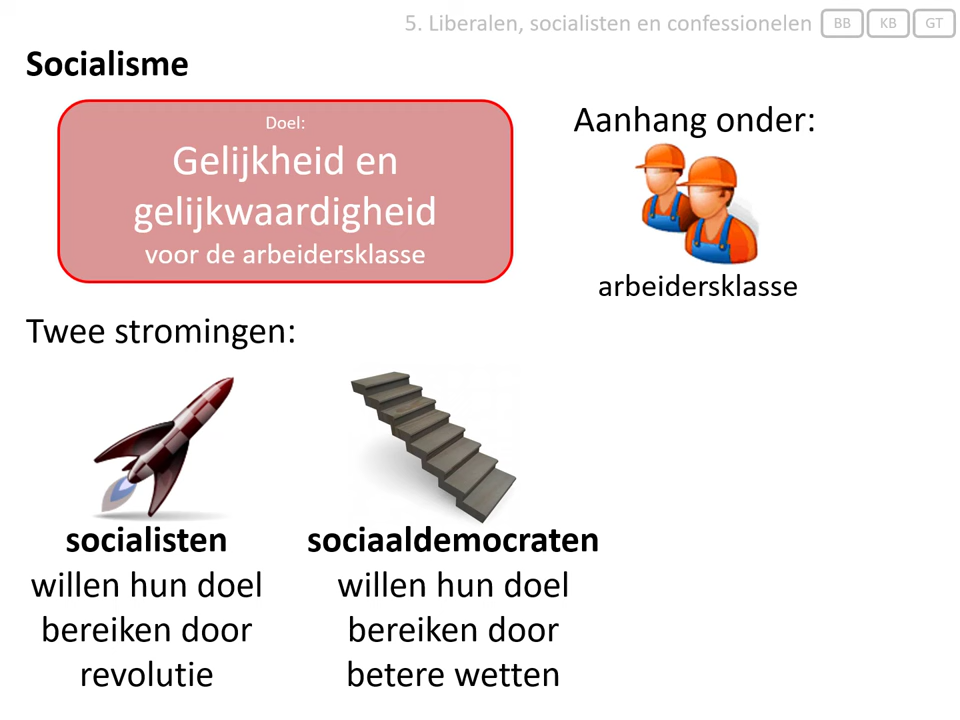 5. Liberalen, socialisten en confessionelen BB KB GT
Socialisme
Doel:
Gelijkheid en
gelijkwaardigheid
voor de arbeidersklasse
Aanhang onder:
arbeidersklasse
Twee stromingen:
socialisten
willen hun doel
bereiken door
revolutie
sociaaldemocraten
willen hun doel
bereiken door
betere wetten